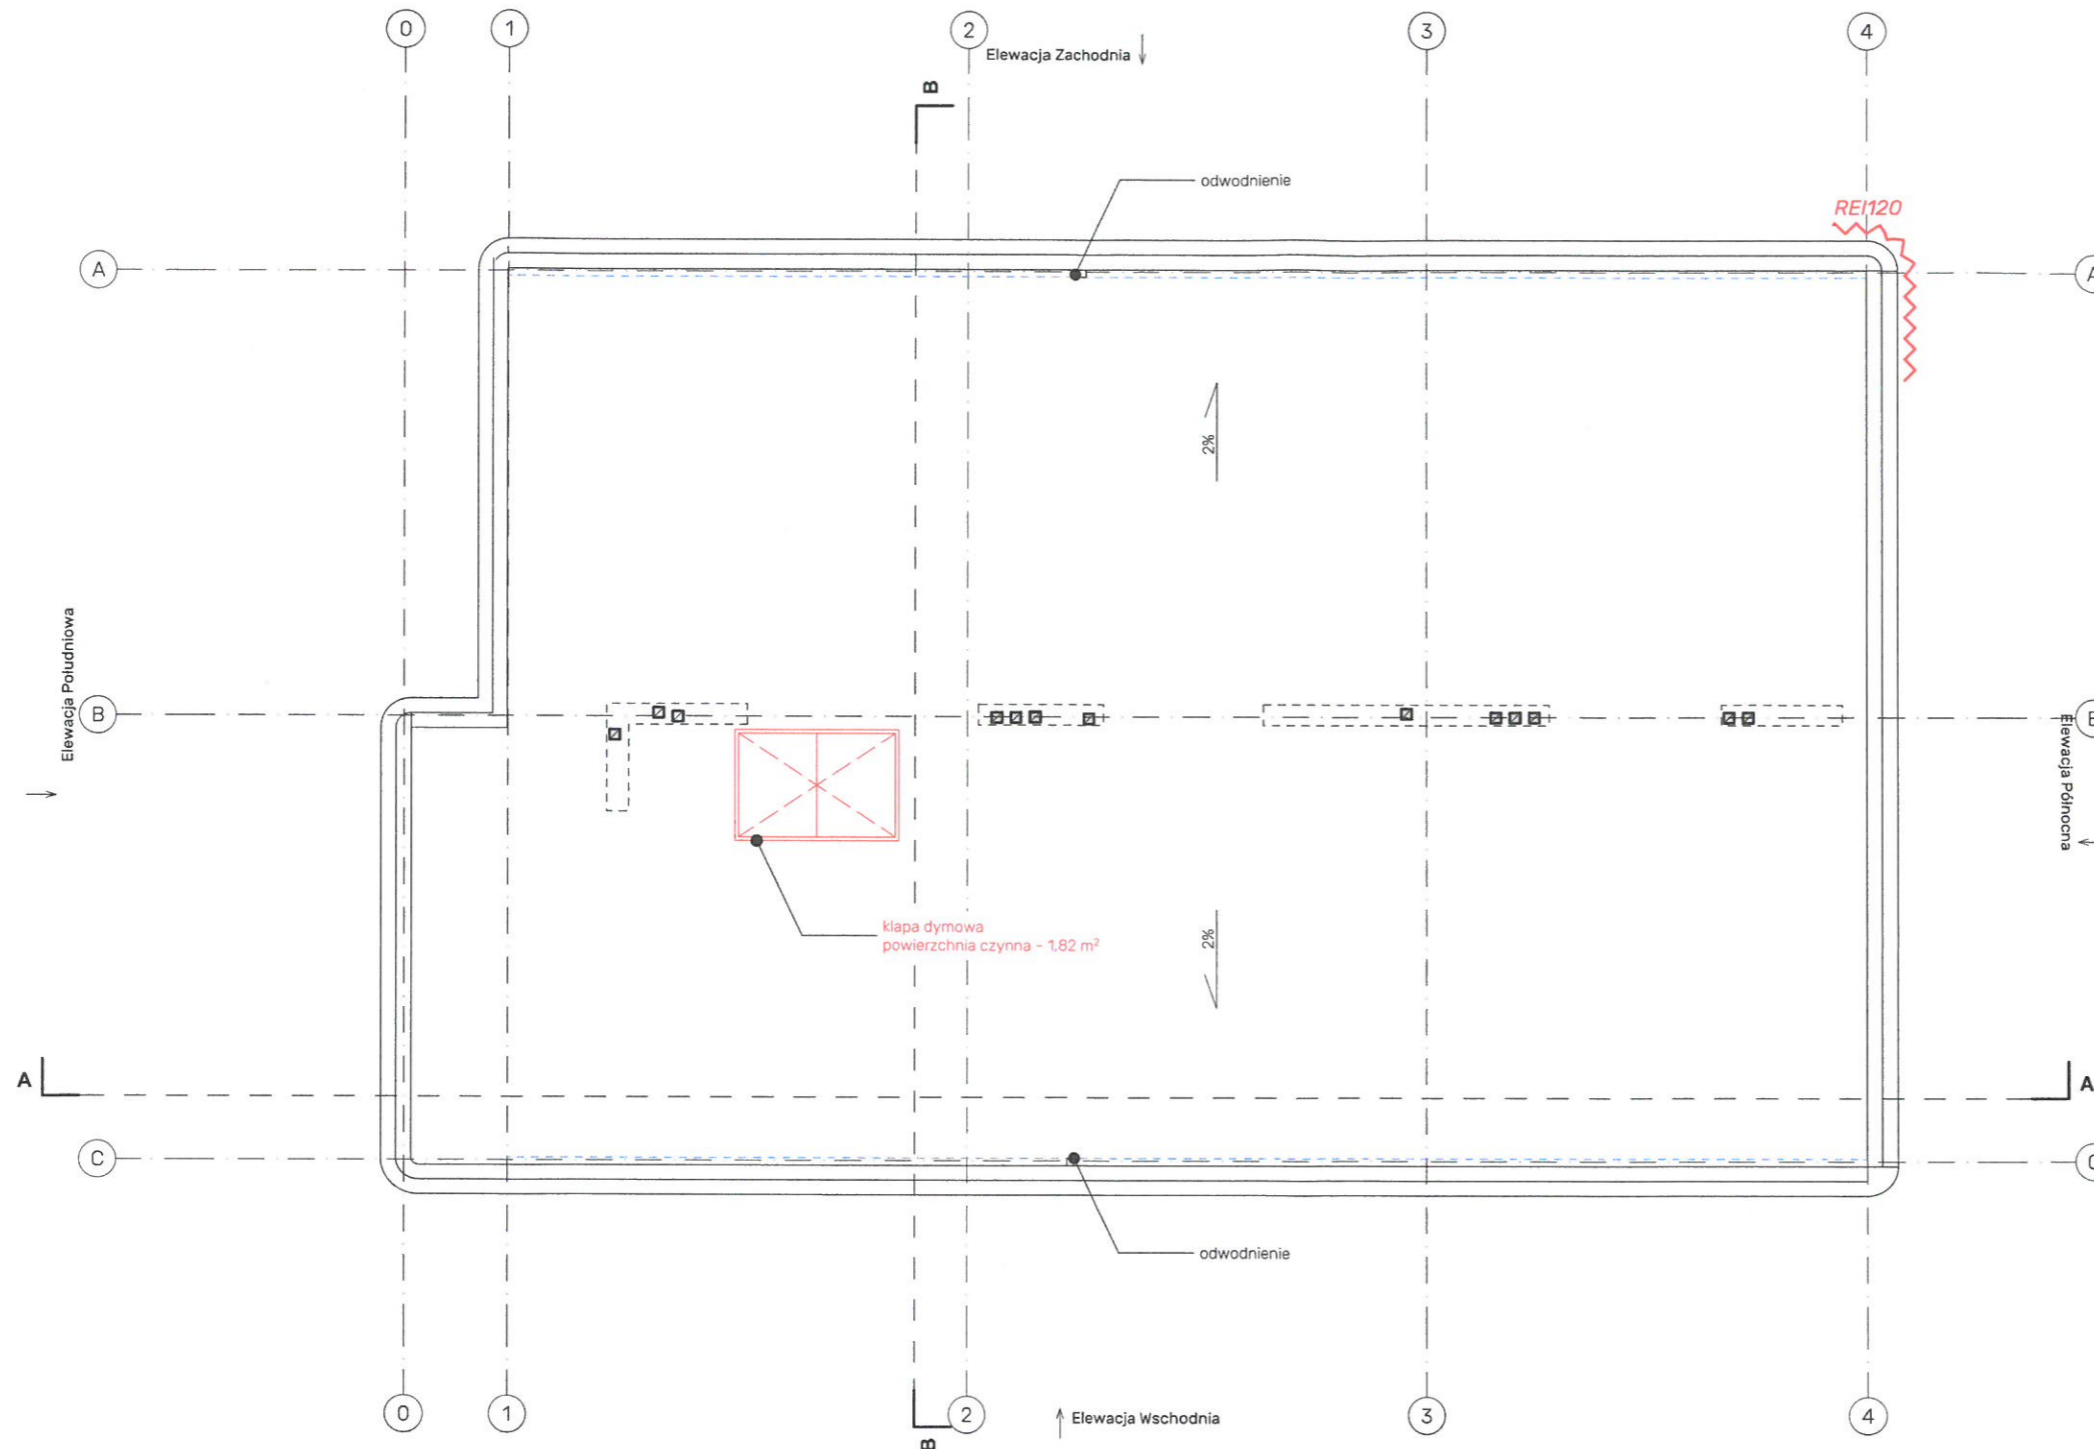 0
1
2
3
4
Elewacja Zachodnia
B
odwodnienie
REI120
A
A
2%
Elewacja Południowa
B
B
Elewacja Północna
klapa dymowa
powierzchnia czynna - 1,82 m²
2%
A
A
C
C
odwodnienie
0
1
B
2
Elewacja Wschodnia
3
4